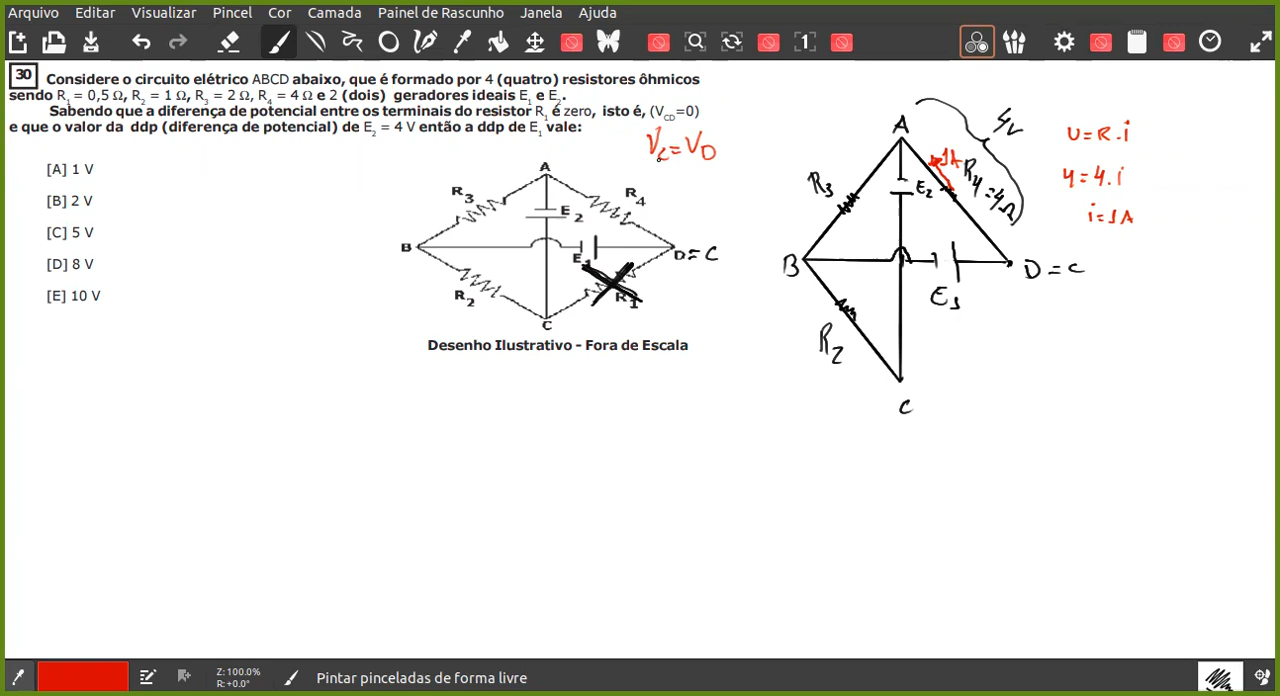 Arquivo Editar Visualizar Pincel Cor Camada Painel de Rascunho Janela Ajuda
1
30 Considere o circuito elétrico ABCD abaixo, que é formado por 4 (quatro) resistores ôhmicos
sendo R1 = 0,5 Ω, R2 = 1 Ω, R3 = 2 Ω, R4 = 4 Ω e 2 (dois) geradores ideais E1 e E2.
Sabendo que a diferença de potencial entre os terminais do resistor R1 é zero, isto é, (VCD=0)
e que o valor da ddp (diferença de potencial) de E2 = 4 V então a ddp de E1 vale:
VC = VD
[A] 1 V
[B] 2 V
[C] 5 V
[D] 8 V
[E] 10 V
A
R3
R4
E2
B
E1
D = C
R2
R1
C
Desenho Ilustrativo - Fora de Escala
A
4V
R3
E2
1A
R4=4Ω
B
E1
D = C
R2
C
U = R . i
4 = 4 . i
i = 1A
Z: 100.0%
R: +0.0°
Pintar pinceladas de forma livre